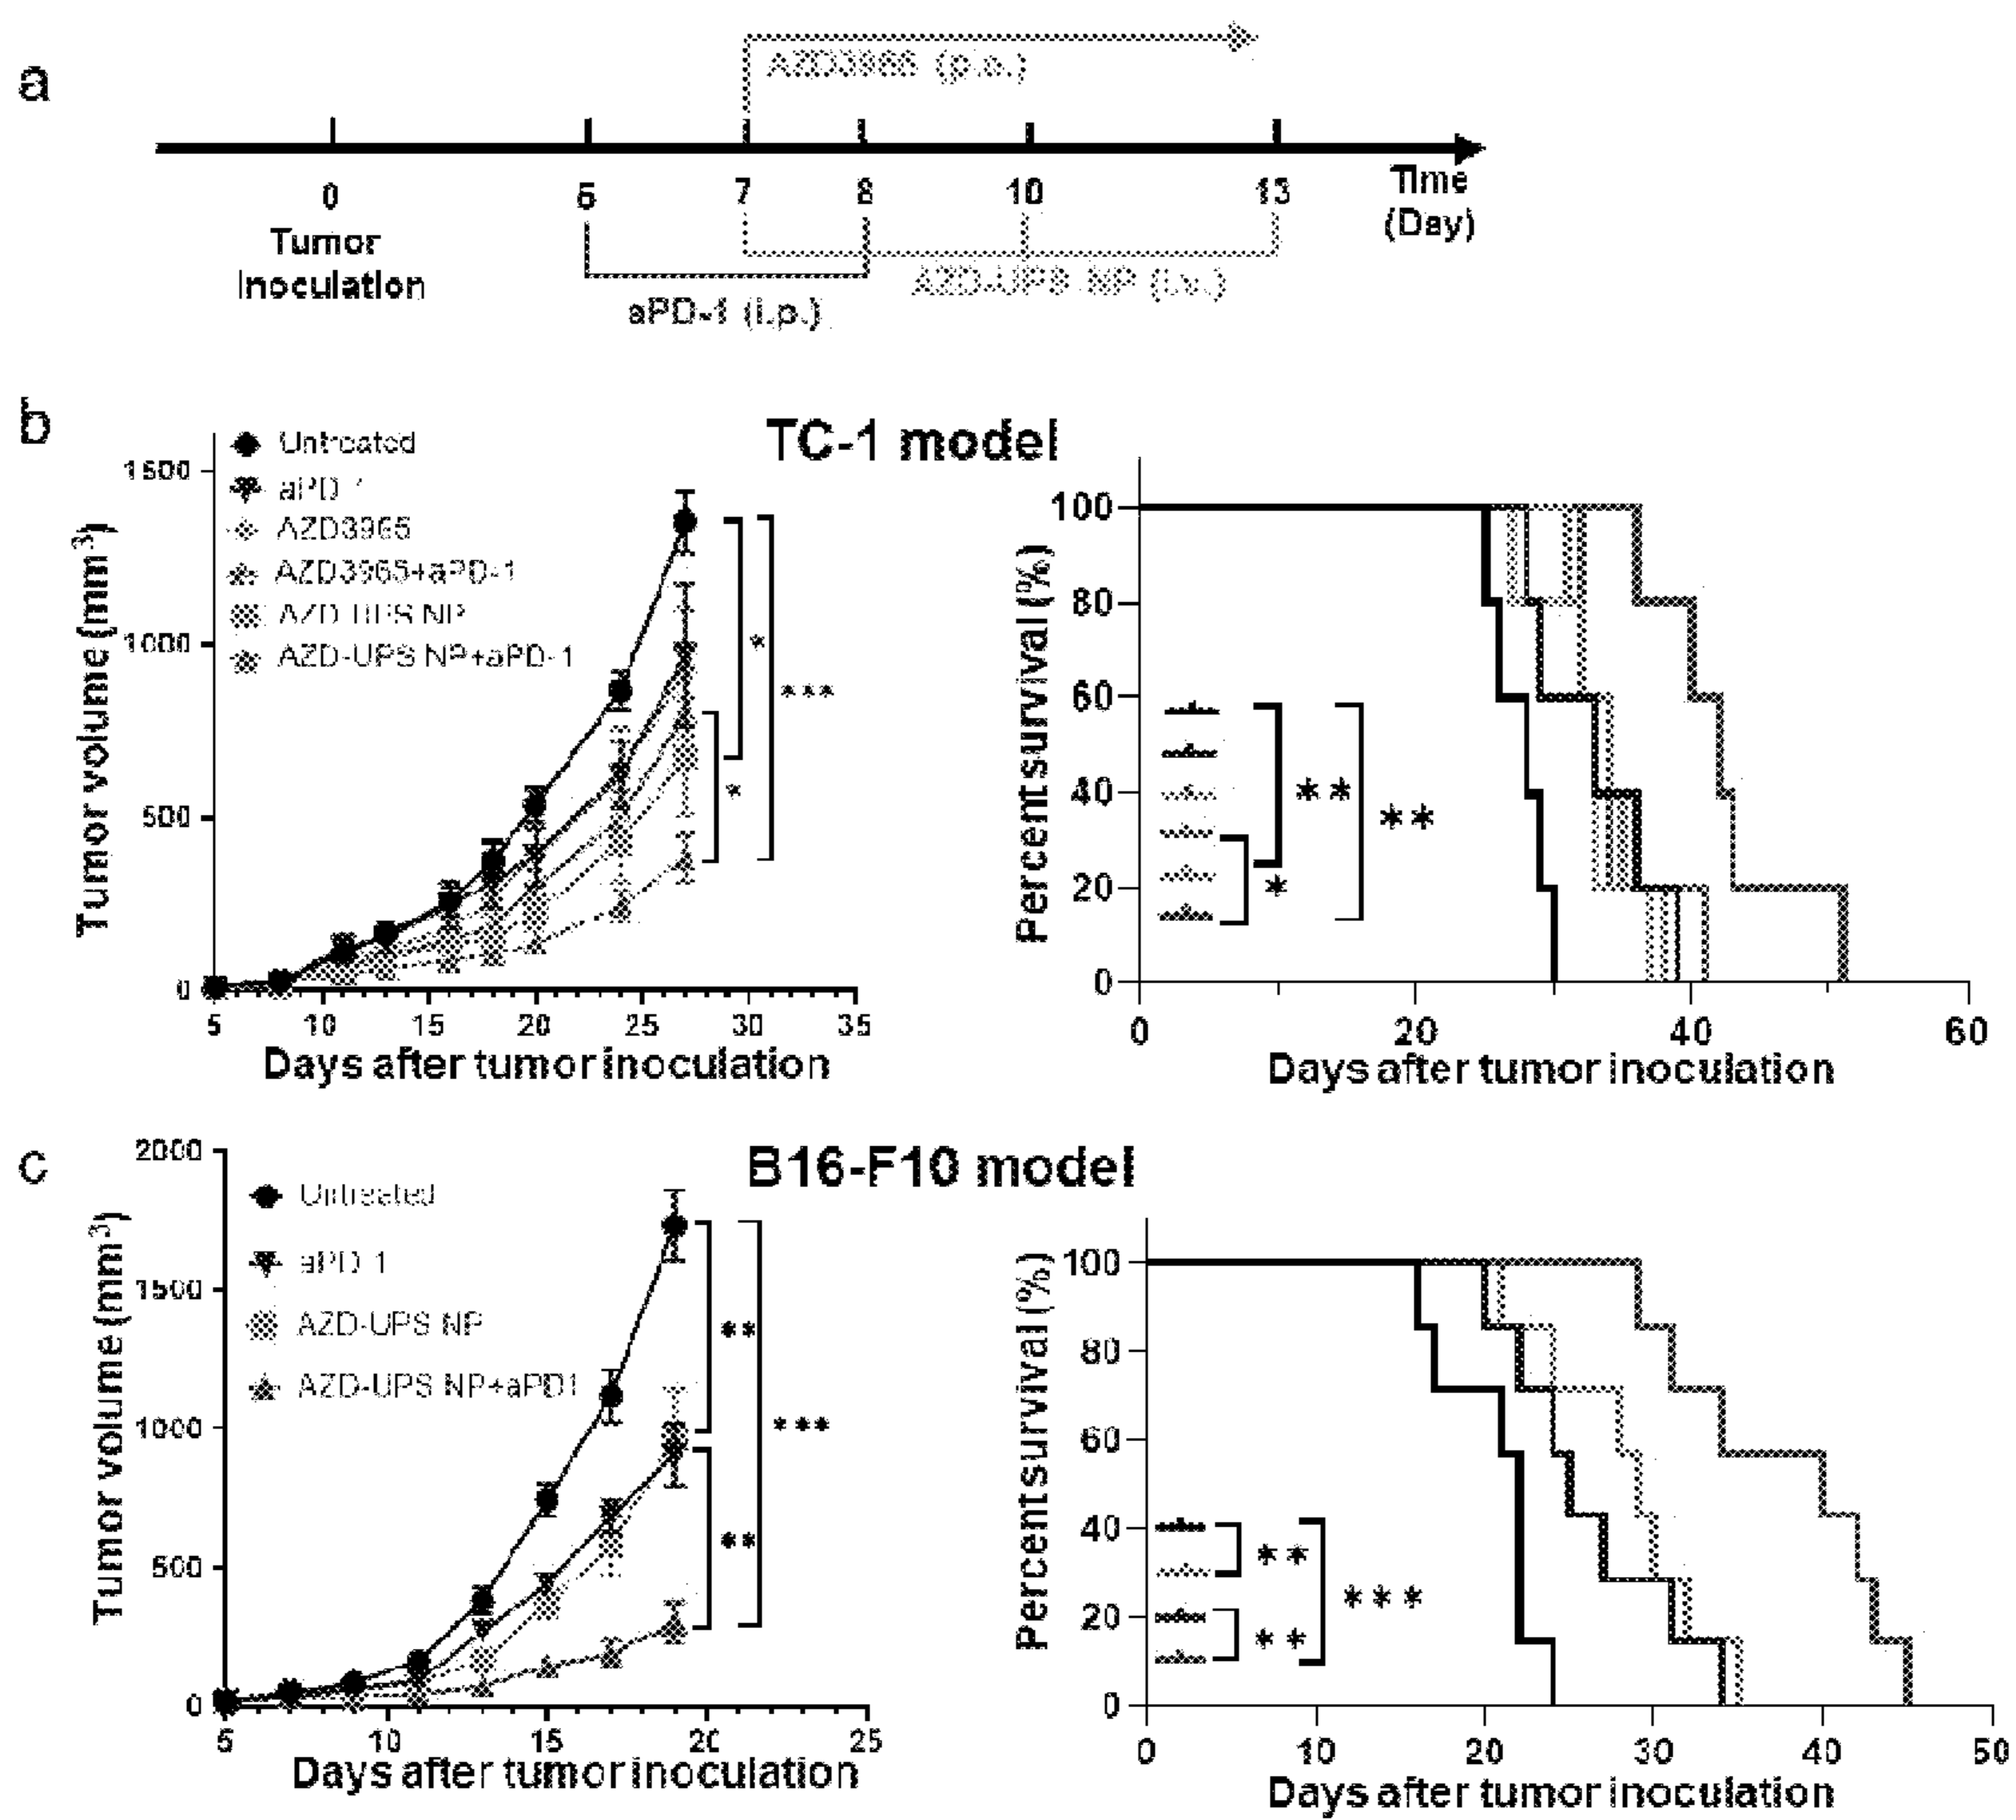 a
AZD3965 (p.o.)
0 5 7 8 10 13
Time
(Day)
Tumor
Inoculation
AZD-UPS NP (i.v.)
aPD-1 (i.p.)
b
TC-1 model
Untreated
aPD-1
AZD3965
AZD3965+aPD-1
AZD-UPS NP
AZD-UPS NP+aPD-1
Tumor volume (mm³)
1500
1000
500
0
5 10 15 20 25 30 35
Days after tumor inoculation
*
*
***
Percent survival (%)
100
80
60
40
20
0
**
**
*
0 20 40 60
Days after tumor inoculation
c
B16-F10 model
Untreated
aPD-1
AZD-UPS NP
AZD-UPS NP+aPD1
Tumor volume (mm³)
2000
1500
1000
500
0
5 10 15 20 25
Days after tumor inoculation
**
***
**
Percent survival (%)
100
80
60
40
20
0
**
***
**
0 10 20 30 40 50
Days after tumor inoculation